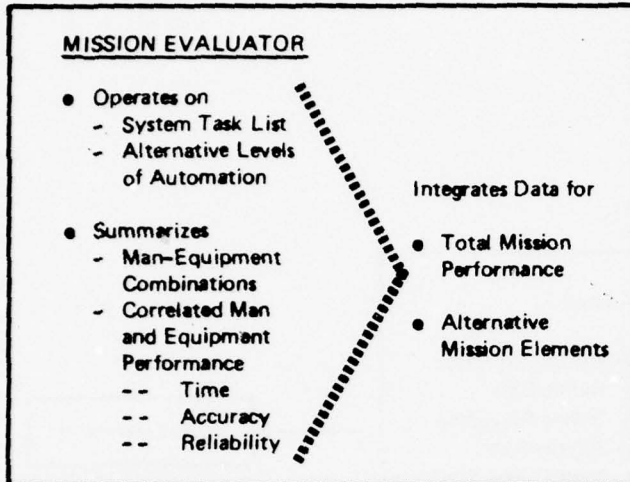 MISSION EVALUATOR
● Operates on
- System Task List
- Alternative Levels
of Automation
● Summarizes
- Man-Equipment
Combinations
- Correlated Man
and Equipment
Performance
-- Time
-- Accuracy
-- Reliability
Integrates Data for
● Total Mission
Performance
● Alternative
Mission Elements